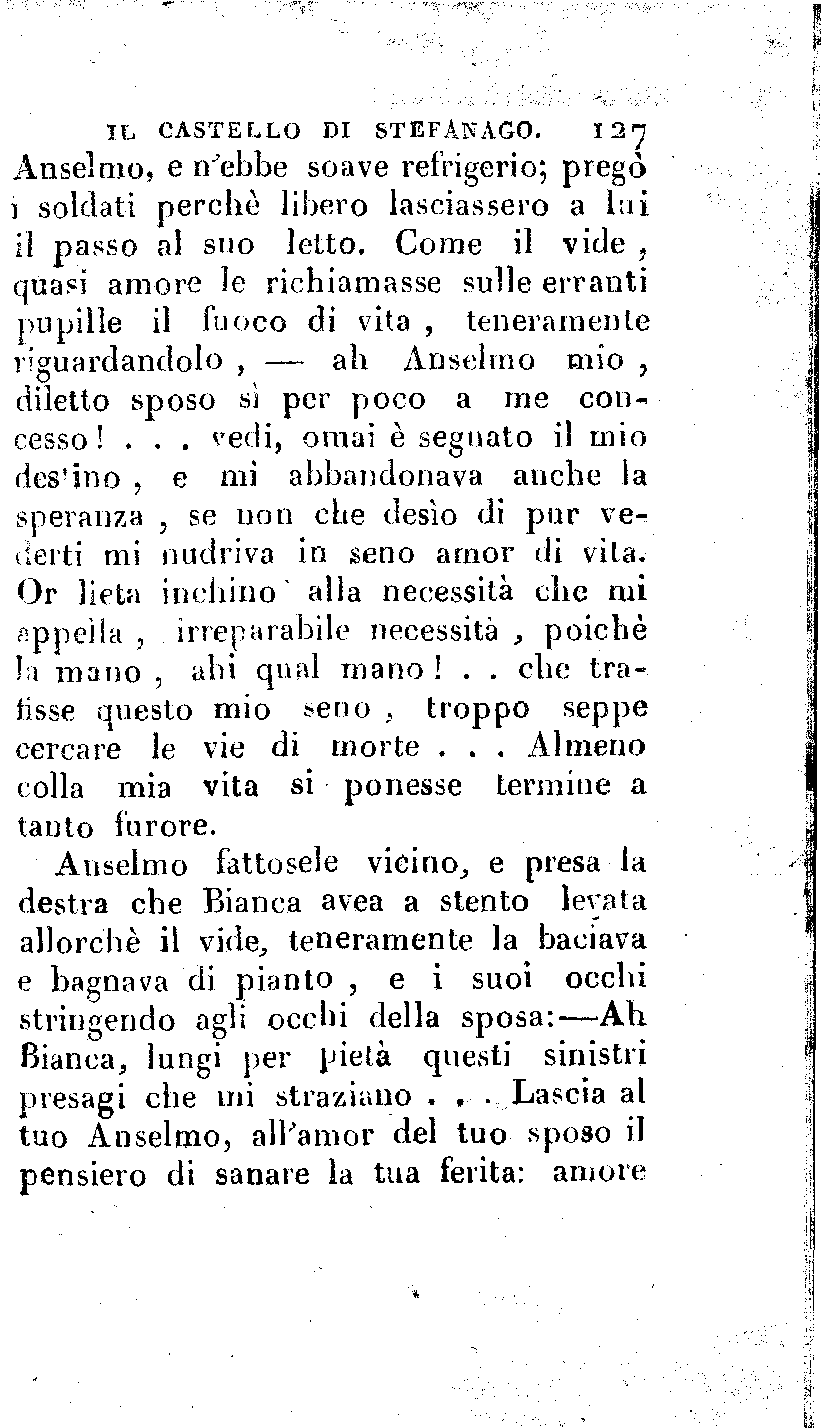 IL CASTELLO DI STEFANAGO. 127
Anselmo, e n'ebbe soave refrigerio; pregò
i soldati perchè libero lasciassero a lui
il passo al suo letto. Come il vide ,
quasi amore le richiamasse sulle erranti
pupille il fuoco di vita , teneramente
riguardandolo , — ah Anselmo mio ,
diletto sposo sì per poco a me con-
cesso! . . . vedi, omai è segnato il mio
destino , e mi abbandonava anche la
speranza , se non che desìo di pur ve-
derti mi nudriva in seno amor di vita.
Or lieta inchino alla necessità che mi
appella , irreparabile necessità , poichè
la mano , ahi qual mano! . . che tra-
fisse questo mio seno , troppo seppe
cercare le vie di morte . . . Almeno
colla mia vita si ponesse termine a
tanto furore.
Anselmo fattosele vicino, e presa la
destra che Bianca avea a stento levata
allorchè il vide, teneramente la baciava
e bagnava di pianto , e i suoi occhi
stringendo agli occhi della sposa:—Ah
Bianca, lungi per pietà questi sinistri
presagi che mi straziano . . . Lascia al
tuo Anselmo, all'amor del tuo sposo il
pensiero di sanare la tua ferita: amore